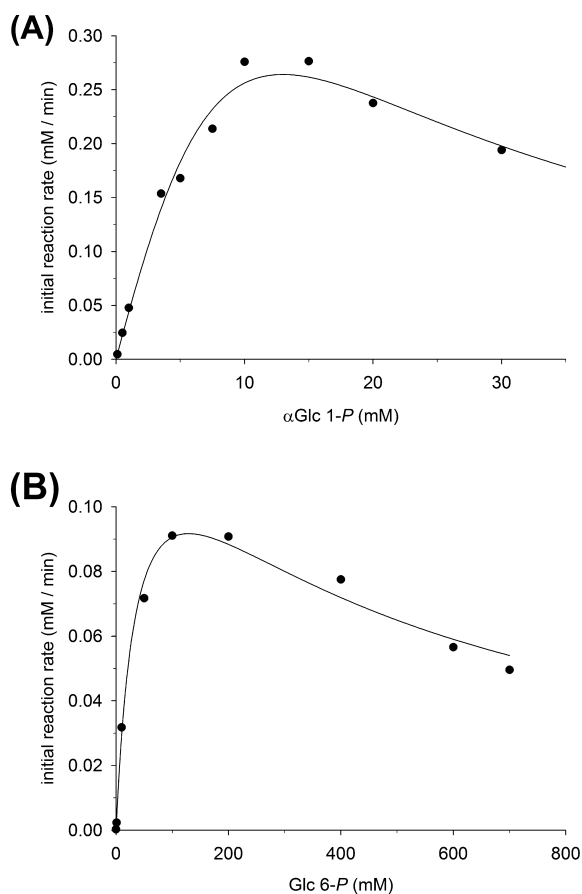 (A)
initial reaction rate (mM / min)
0.30
0.25
0.20
0.15
0.10
0.05
0.00
0 10 20 30
αGlc 1-P (mM)
(B)
initial reaction rate (mM / min)
0.10
0.08
0.06
0.04
0.02
0.00
0 200 400 600 800
Glc 6-P (mM)